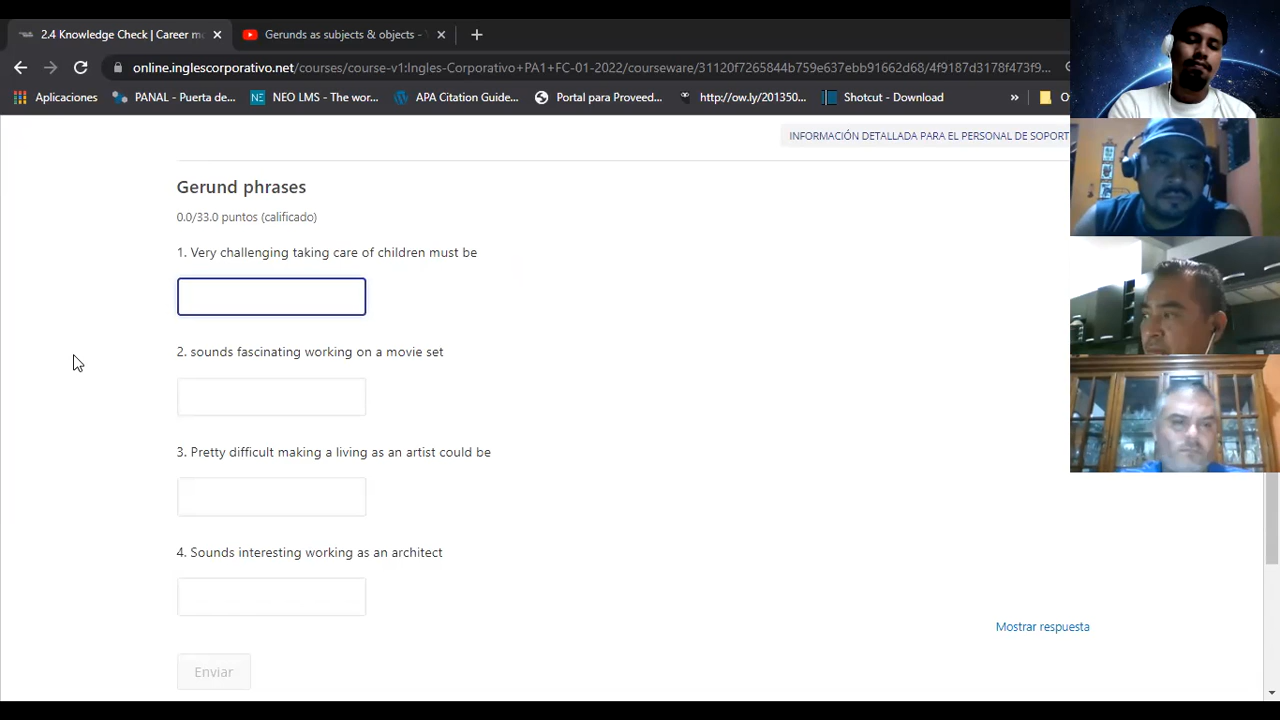 2.4 Knowledge Check | Career mo
Gerunds as subjects & objects -
online.inglescorporativo.net/courses/course-v1:Ingles-Corporativo+PA1+FC-01-2022/courseware/31120f7265844b759e637ebb91662d68/4f9187d3178f473f9...
Aplicaciones
PANAL - Puerta de...
NEO LMS - The wor...
APA Citation Guide...
Portal para Proveed...
http://ow.ly/201350...
Shotcut - Download
»
INFORMACIÓN DETALLADA PARA EL PERSONAL DE SOPORT
Gerund phrases
0.0/33.0 puntos (calificado)
1. Very challenging taking care of children must be
2. sounds fascinating working on a movie set
3. Pretty difficult making a living as an artist could be
4. Sounds interesting working as an architect
Mostrar respuesta
Enviar